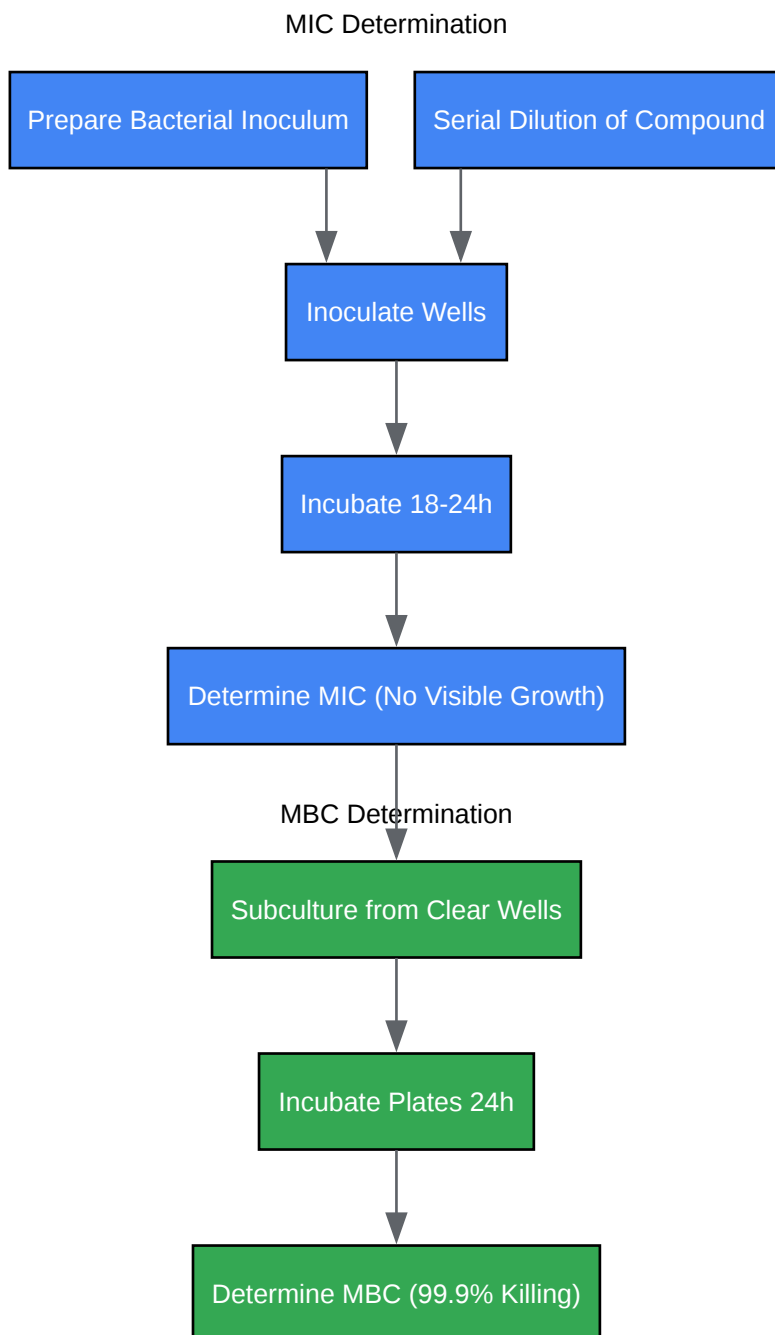 MIC Determination
Prepare Bacterial Inoculum
Serial Dilution of Compound
Inoculate Wells
Incubate 18-24h
Determine MIC (No Visible Growth)
MBC Determination
Subculture from Clear Wells
Incubate Plates 24h
Determine MBC (99.9% Killing)